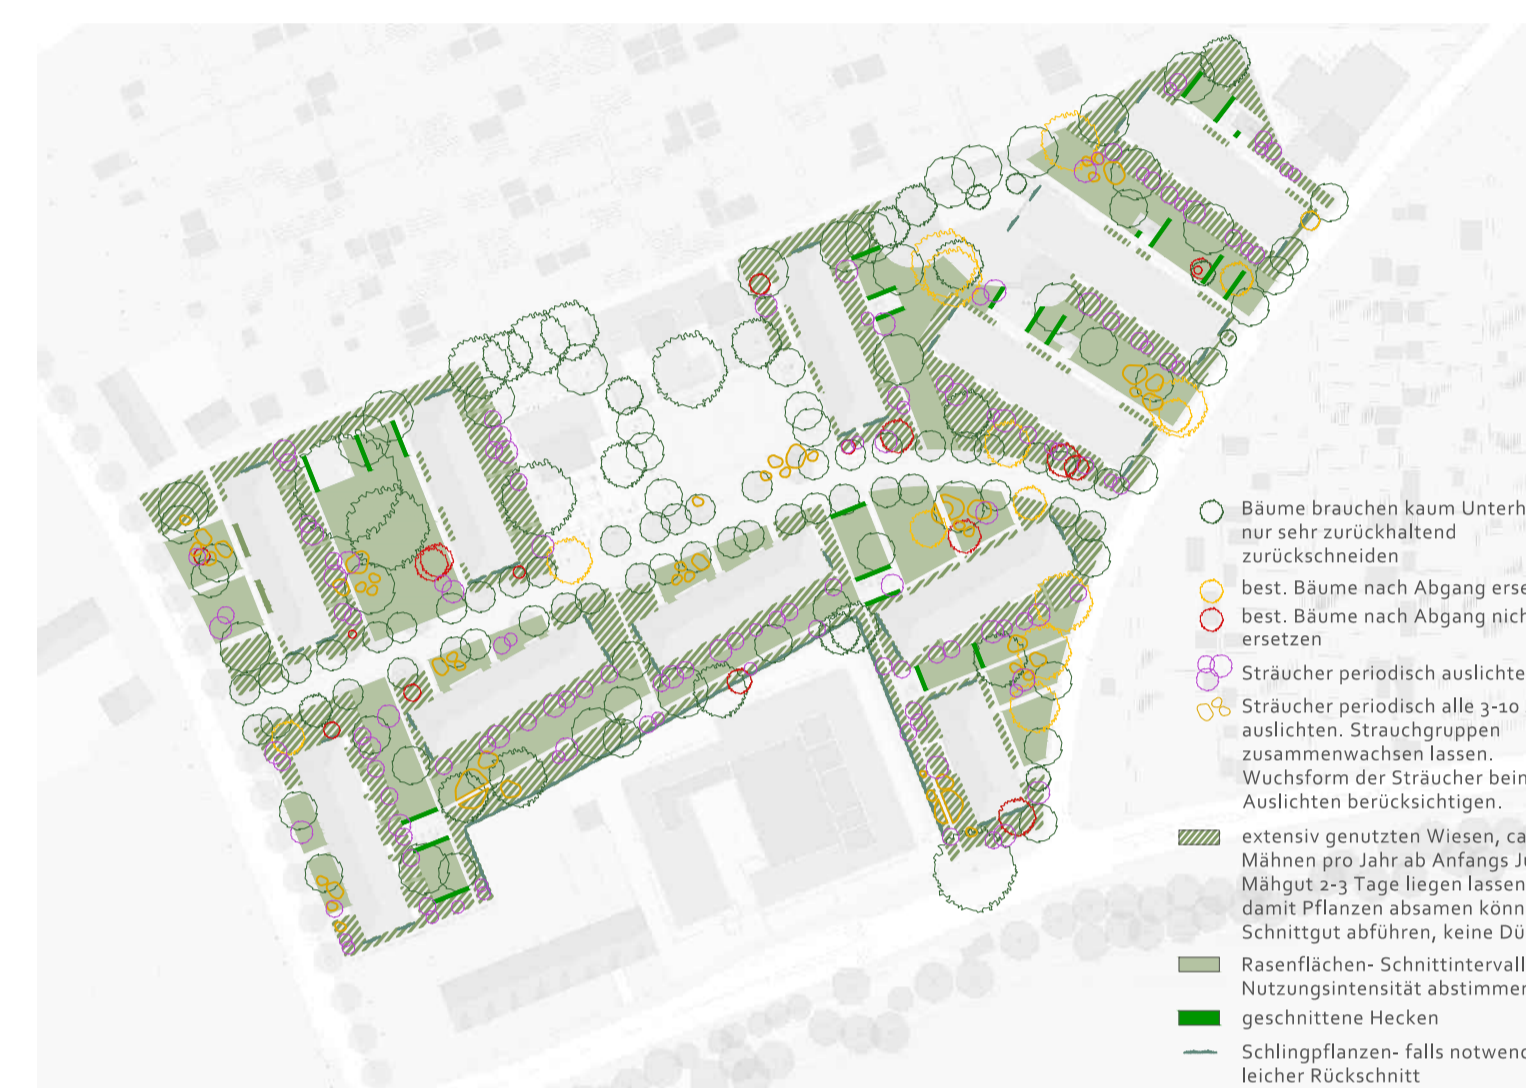 Bäume brauchen kaum Unterh
nur sehr zurückhaltend
zurückschneiden
best. Bäume nach Abgang erse
best. Bäume nach Abgang nich
ersetzen
Sträucher periodisch auslichte
Sträucher periodisch alle 3-10
auslichten. Strauchgruppen
zusammenwachsen lassen.
Wuchsform der Sträucher bein
Auslichten berücksichtigen.
extensiv genutzten Wiesen, ca
Mähnen pro Jahr ab Anfangs Ju
Mähgut 2-3 Tage liegen lassen
damit Pflanzen absamen könn
Schnittgut abführen, keine Dü
Rasenflächen- Schnittintervall
Nutzungsintensität abstimmen
geschnittene Hecken
Schlingpflanzen- falls notwend
leicher Rückschnitt